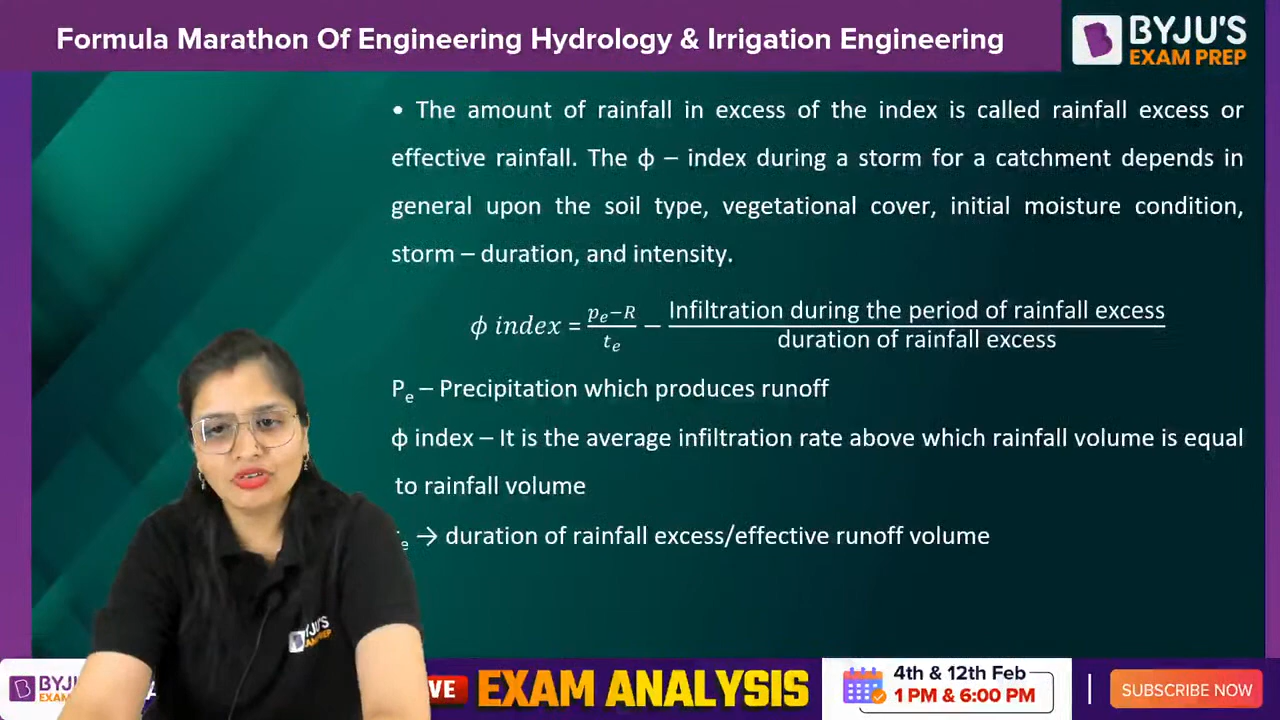 Formula Marathon Of Engineering Hydrology & Irrigation Engineering
BYJU'S
EXAM PREP
• The amount of rainfall in excess of the index is called rainfall excess or
effective rainfall. The ϕ – index during a storm for a catchment depends in
general upon the soil type, vegetational cover, initial moisture condition,
storm – duration, and intensity.
ϕ index = (pₑ−R)/tₑ − Infiltration during the period of rainfall excess / duration of rainfall excess
Pₑ – Precipitation which produces runoff
ϕ index – It is the average infiltration rate above which rainfall volume is equal
to rainfall volume
→ duration of rainfall excess/effective runoff volume
BYJU'S
EXAM PREP
EXAM ANALYSIS
4th & 12th Feb
1 PM & 6:00 PM
SUBSCRIBE NOW